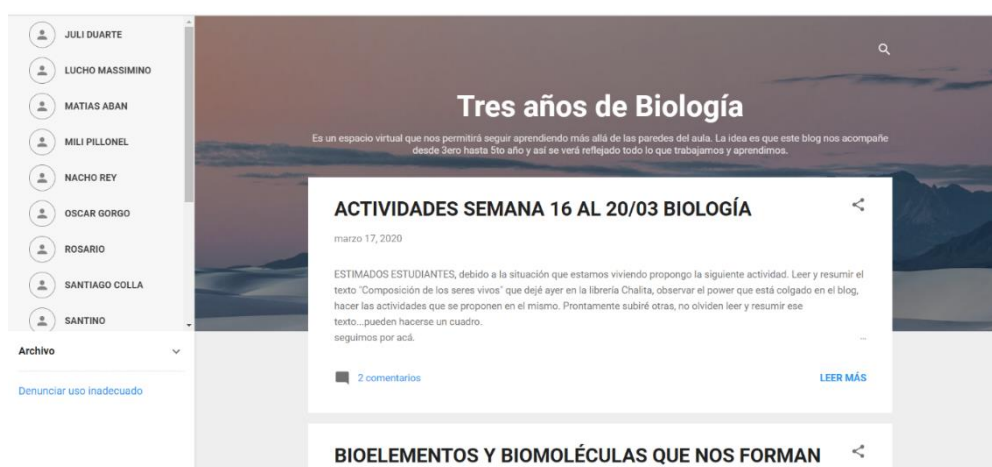 JULI DUARTE
LUCHO MASSIMINO
MATIAS ABAN
MILI PILLONEL
NACHO REY
OSCAR GORGO
ROSARIO
SANTIAGO COLLA
SANTINO
Archivo
Denunciar uso inadecuado
Tres años de Biología
Es un espacio virtual que nos permitirá seguir aprendiendo más allá de las paredes del aula. La idea es que este blog nos acompañe
desde 3ero hasta 5to año y así se verá reflejado todo lo que trabajamos y aprendimos.
ACTIVIDADES SEMANA 16 AL 20/03 BIOLOGÍA
marzo 17, 2020
ESTIMADOS ESTUDIANTES, debido a la situación que estamos viviendo propongo la siguiente actividad. Leer y resumir el
texto "Composición de los seres vivos" que dejé ayer en la librería Chalita, observar el power que está colgado en el blog,
hacer las actividades que se proponen en el mismo. Prontamente subiré otras, no olviden leer y resumir ese
texto...pueden hacerse un cuadro.
seguimos por acá. ...
2 comentarios
LEER MÁS
BIOELEMENTOS Y BIOMOLÉCULAS QUE NOS FORMAN